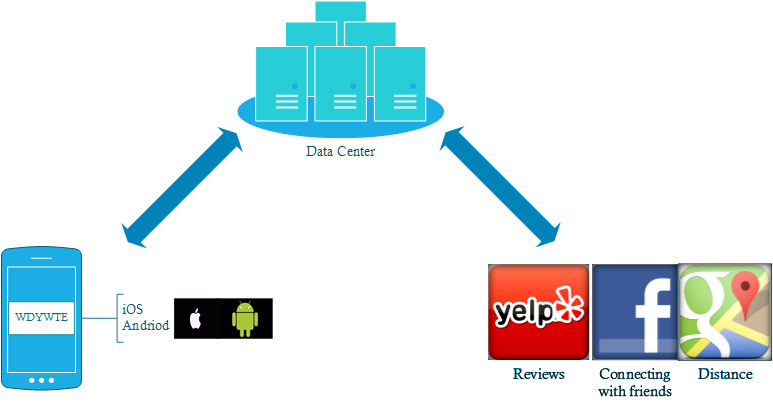 Data Center
WDYWTE
iOS
Andriod
yelp
f
g
Reviews
Connecting
with friends
Distance